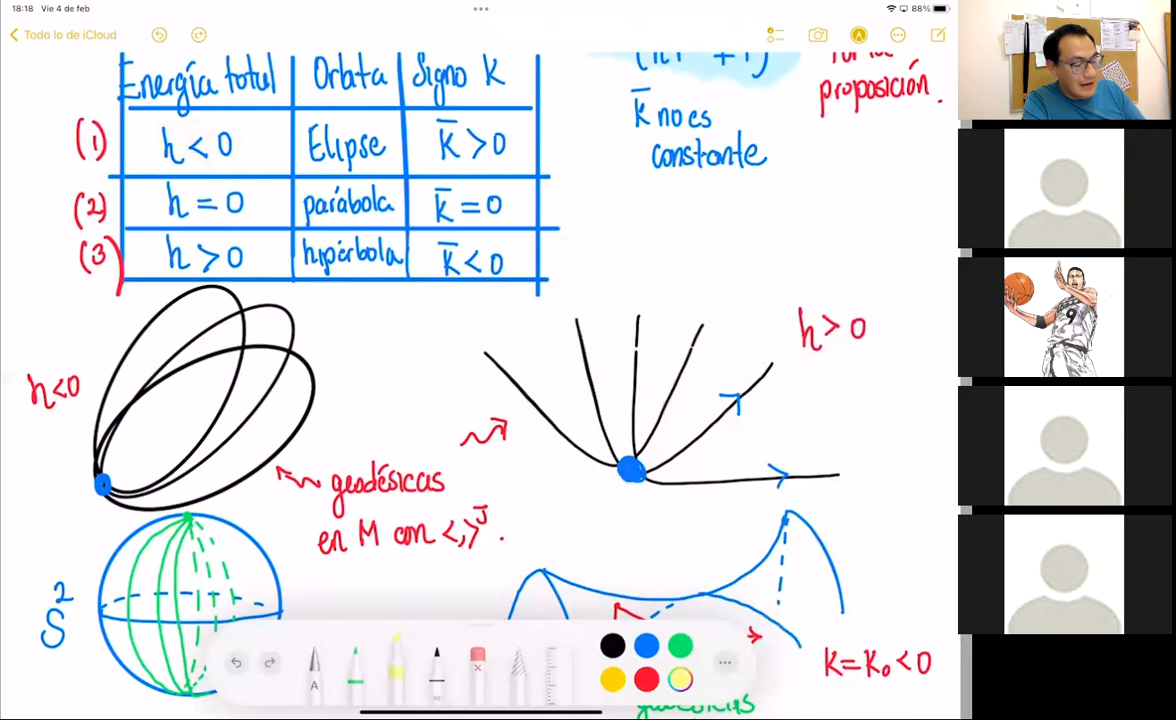 18:18 Vie 4 de feb
88%
Todo lo de iCloud
Energía total Orbita Signo K
(1) h < 0 Elipse k̄ > 0
(2) h = 0 parábola k̄ = 0
(3) h > 0 hipérbola k̄ < 0
proposición.
k̄ no es
constante
h<0
h > 0
geodésicas
en M con <,>ᴶ.
S²
K=K₀<0
A
9